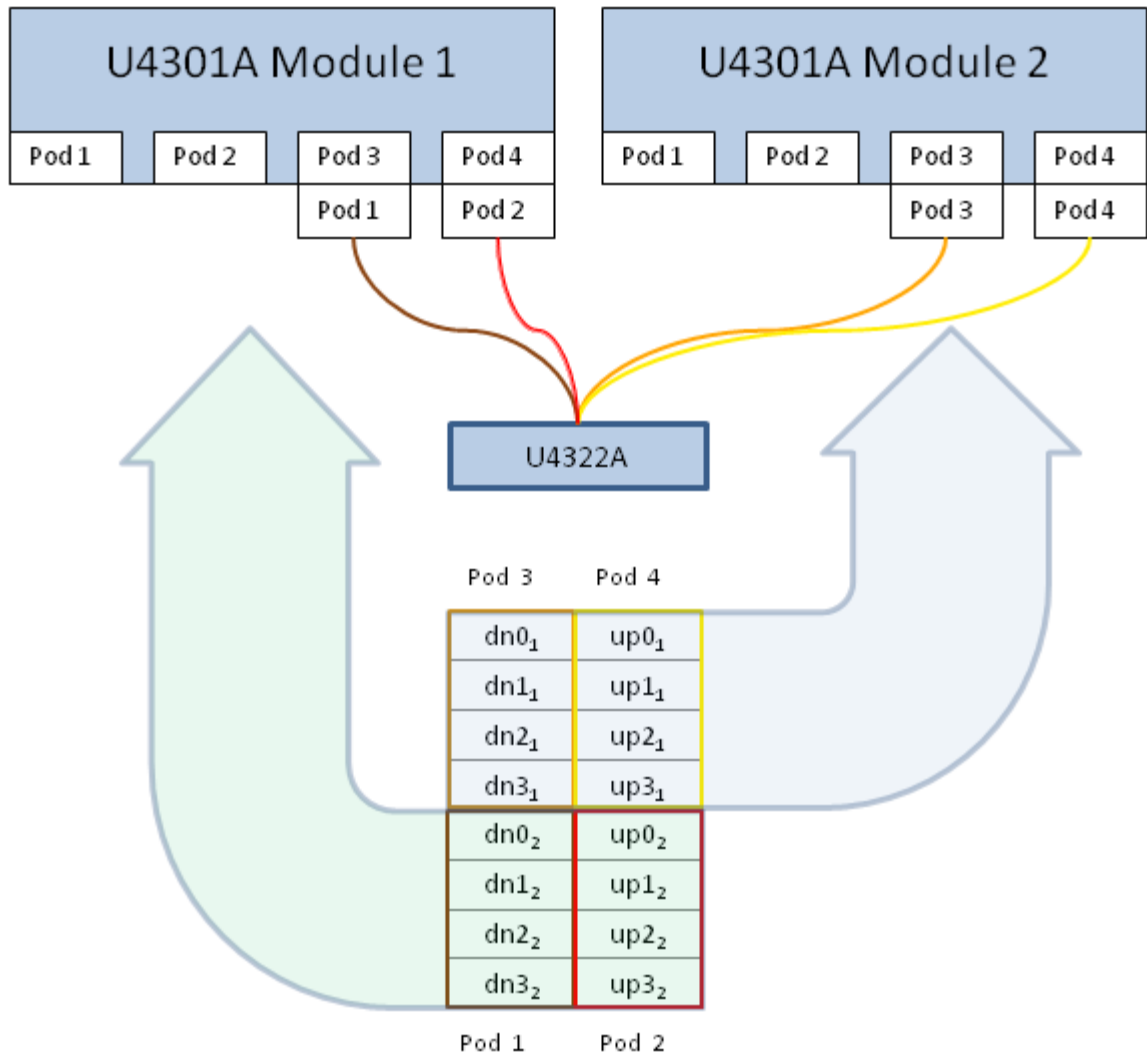 U4301A Module 1 U4301A Module 2
Pod 1 Pod 2 Pod 3 Pod 4 Pod 1 Pod 2 Pod 3 Pod 4
Pod 1 Pod 2 Pod 3 Pod 4
U4322A
Pod 3 Pod 4
dn0₁ up0₁
dn1₁ up1₁
dn2₁ up2₁
dn3₁ up3₁
dn0₂ up0₂
dn1₂ up1₂
dn2₂ up2₂
dn3₂ up3₂
Pod 1 Pod 2